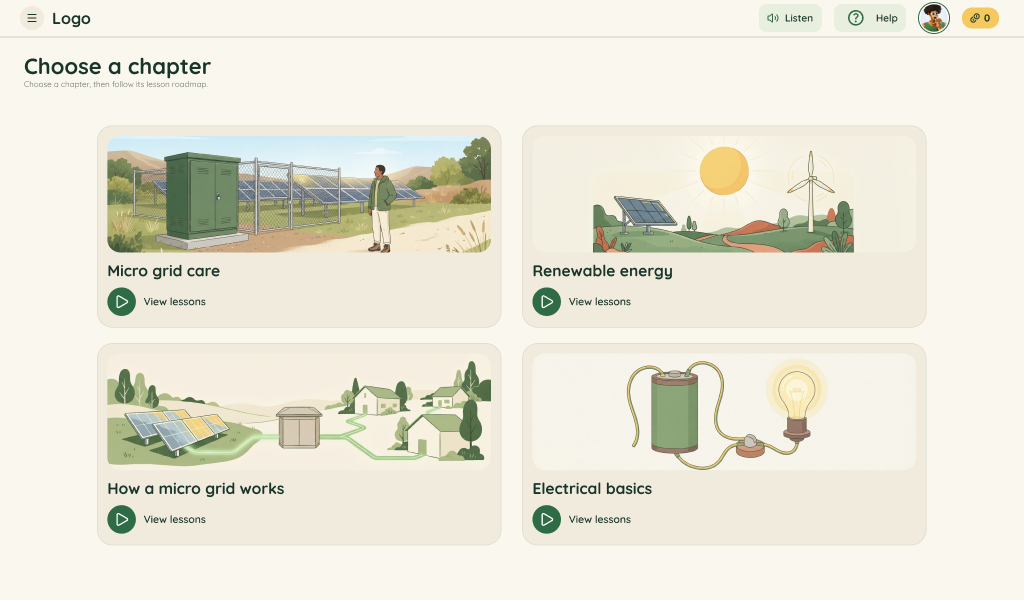 Logo
Listen
Help
0
Choose a chapter
Choose a chapter, then follow its lesson roadmap.
Micro grid care
View lessons
Renewable energy
View lessons
How a micro grid works
View lessons
Electrical basics
View lessons